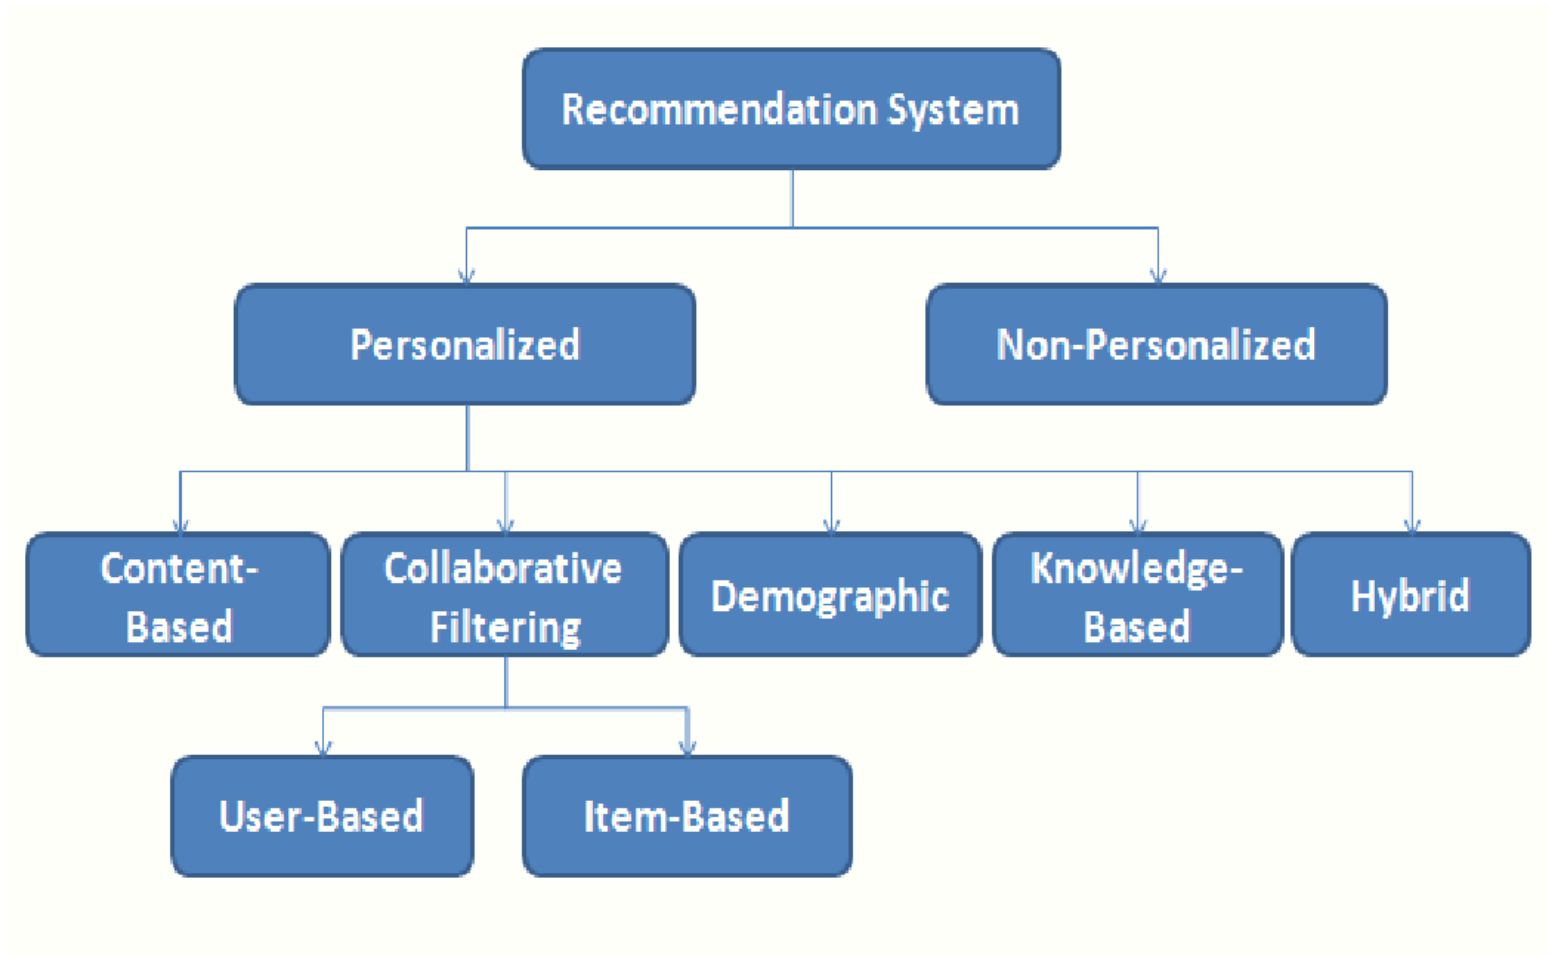 Recommendation System
Personalized
Non-Personalized
Content-
Based
Collaborative
Filtering
Demographic
Knowledge-
Based
Hybrid
User-Based
Item-Based